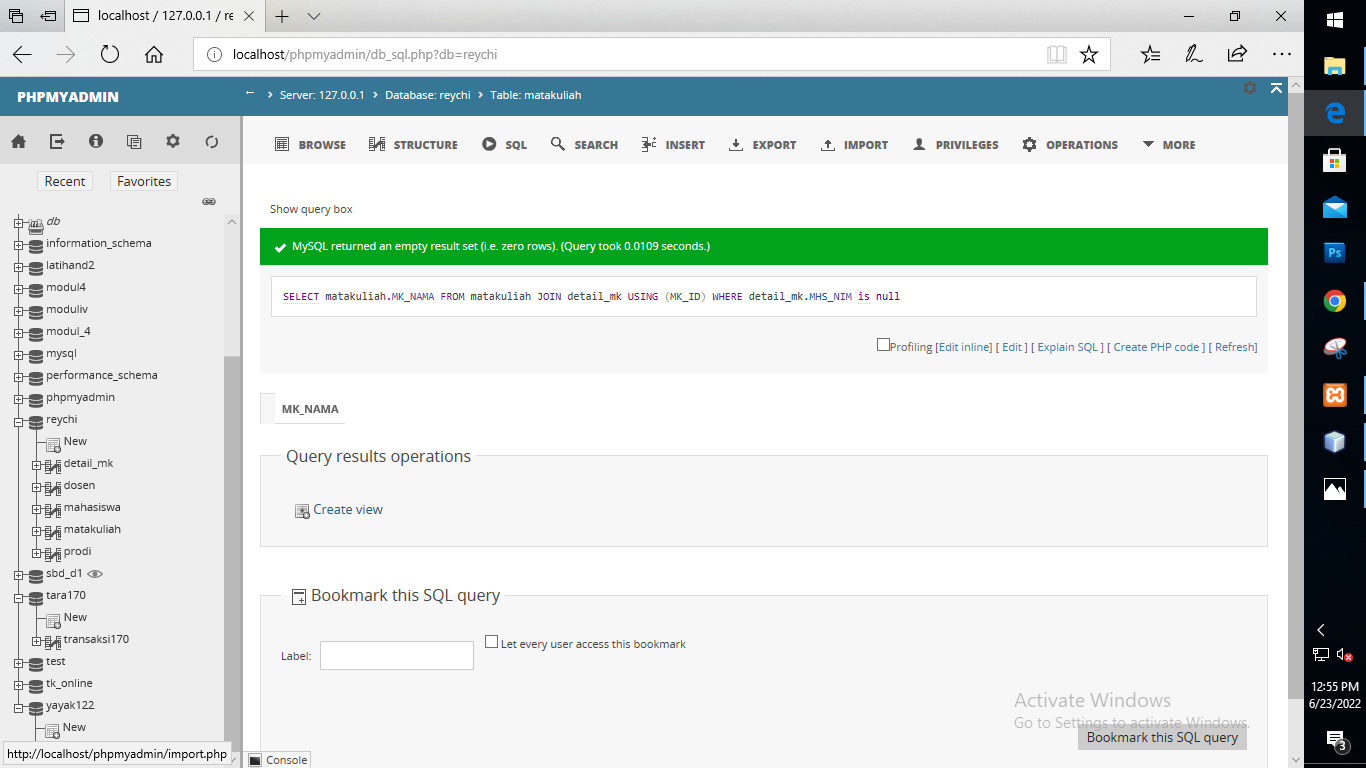 localhost / 127.0.0.1 / re
localhost/phpmyadmin/db_sql.php?db=reychi
PHPMYADMIN
Server: 127.0.0.1 Database: reychi Table: matakuliah
BROWSE STRUCTURE SQL SEARCH INSERT EXPORT IMPORT PRIVILEGES OPERATIONS MORE
Recent Favorites
db
information_schema
latihand2
modul4
moduliv
modul_4
mysql
performance_schema
phpmyadmin
reychi
New
detail_mk
dosen
mahasiswa
matakuliah
prodi
sbd_d1
tara170
New
transaksi170
test
tk_online
yayak122
New
http://localhost/phpmyadmin/import.php
Show query box
MySQL returned an empty result set (i.e. zero rows). (Query took 0.0109 seconds.)
SELECT matakuliah.MK_NAMA FROM matakuliah JOIN detail_mk USING (MK_ID) WHERE detail_mk.MHS_NIM is null
Profiling [Edit inline] [ Edit ] [ Explain SQL ] [ Create PHP code ] [ Refresh]
MK_NAMA
Query results operations
Create view
Bookmark this SQL query
Label: Let every user access this bookmark
Activate Windows
Go to Settings to activate Windows.
Bookmark this SQL query
Console
Ps
12:55 PM
6/23/2022
3